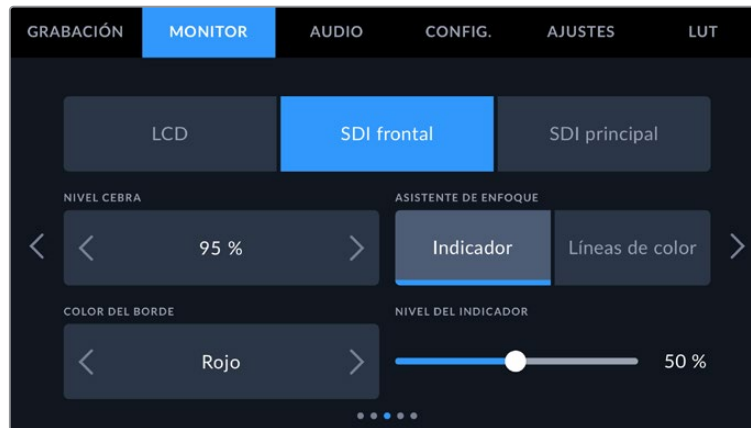 GRABACIÓN MONITOR AUDIO CONFIG. AJUSTES LUT
LCD SDI frontal SDI principal
NIVEL CEBRA ASISTENTE DE ENFOQUE
95 % Indicador Líneas de color
COLOR DEL BORDE NIVEL DEL INDICADOR
Rojo 50 %